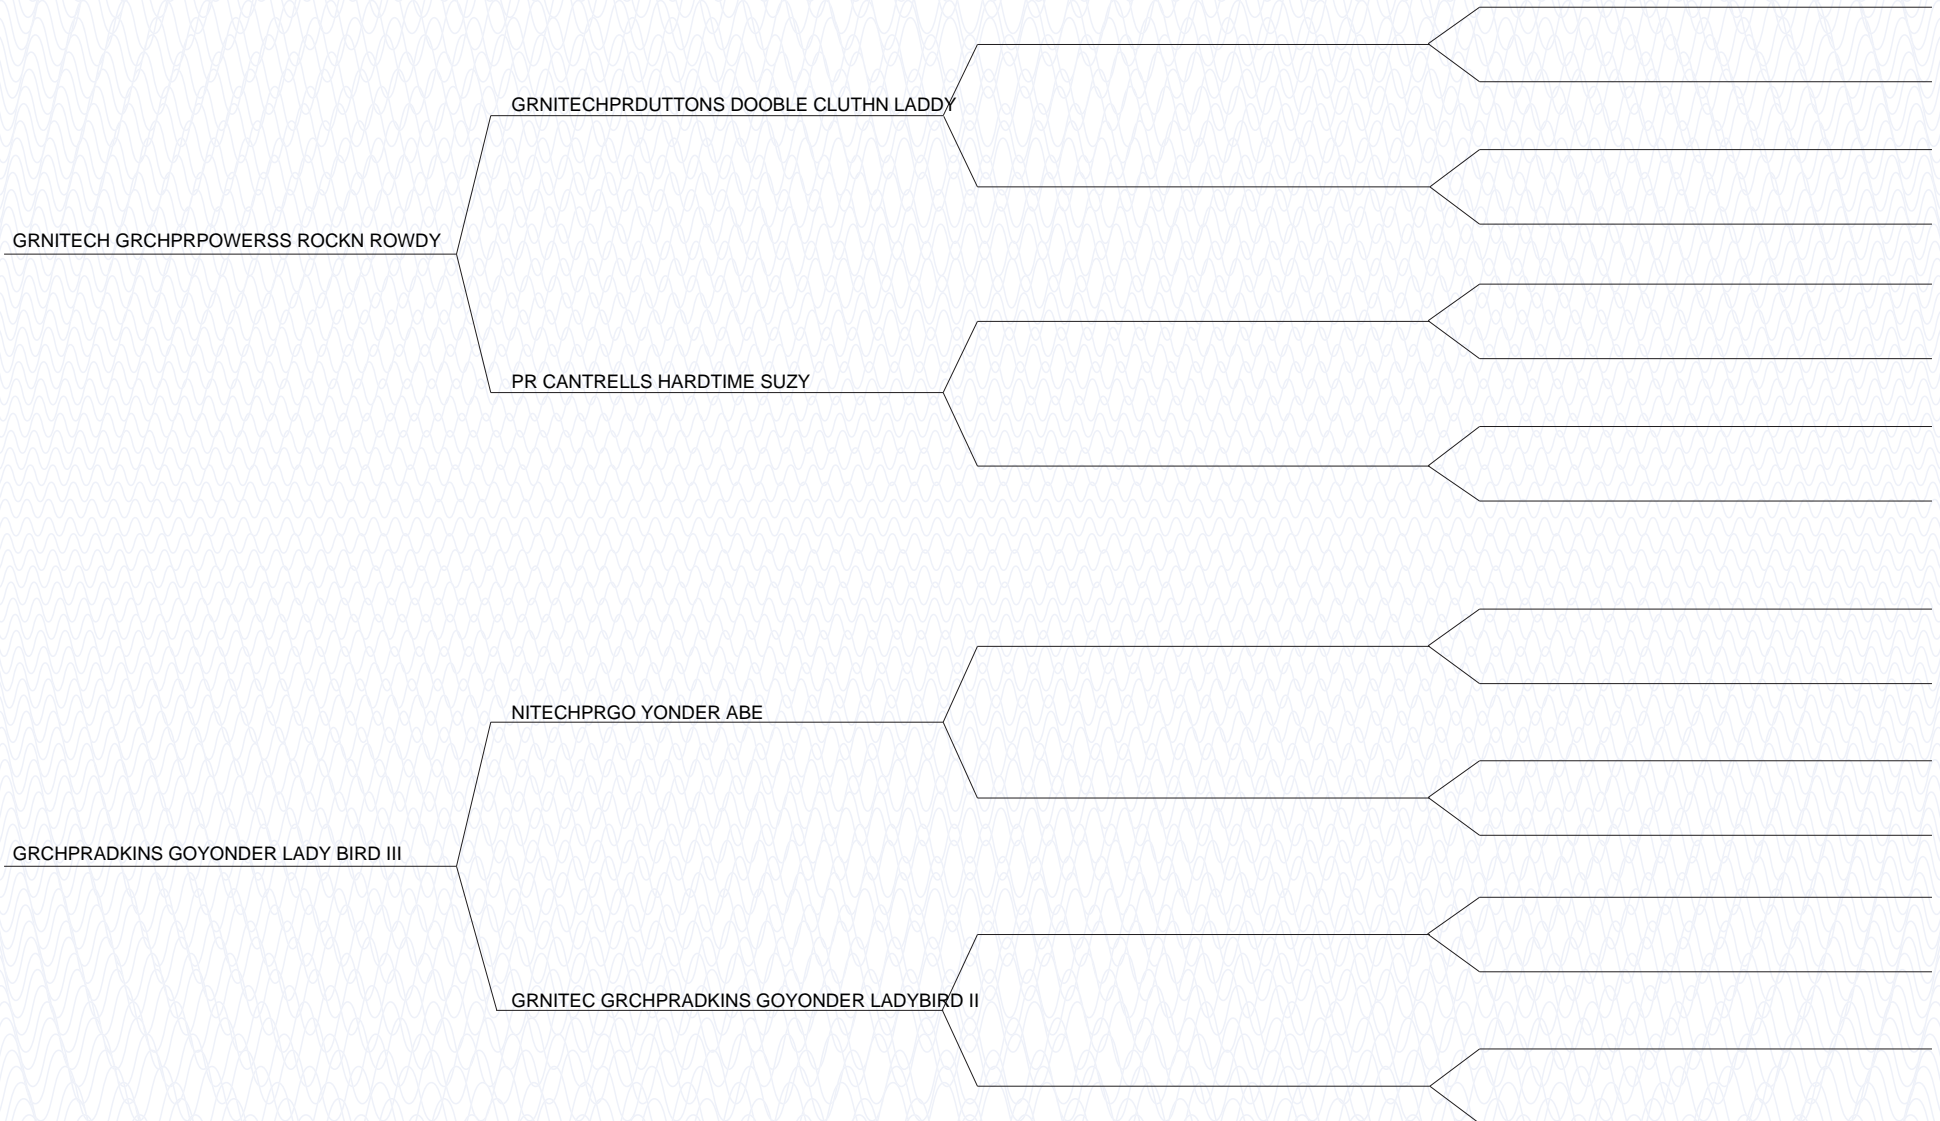 GRNITECHPRDUTTONS DOOBLE CLUTHN LADDY
GRNITECH GRCHPRPOWERSS ROCKN ROWDY
PR CANTRELLS HARDTIME SUZY
NITECHPRGO YONDER ABE
GRCHPRADKINS GOYONDER LADY BIRD III
GRNITEC GRCHPRADKINS GOYONDER LADYBIRD II